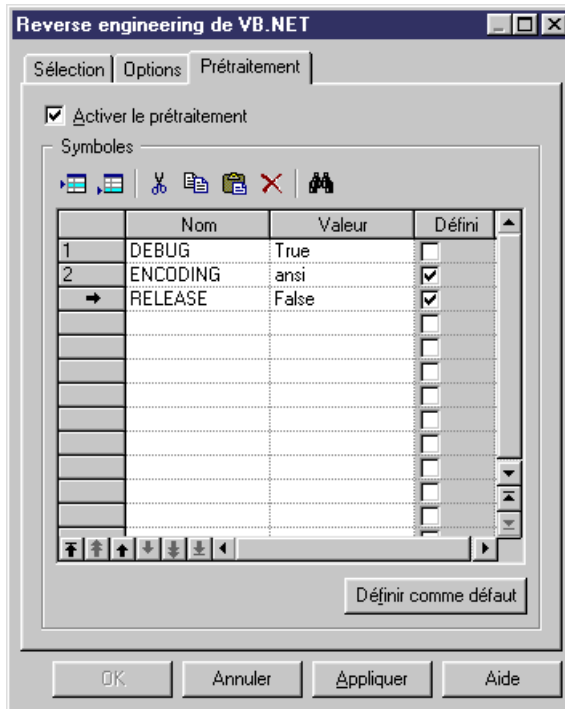 Reverse engineering de VB.NET
Sélection Options Prétraitement
Activer le prétraitement
Symboles
Nom Valeur Défini
1 DEBUG True
2 ENCODING ansi
RELEASE False
Définir comme défaut
OK Annuler Appliquer Aide